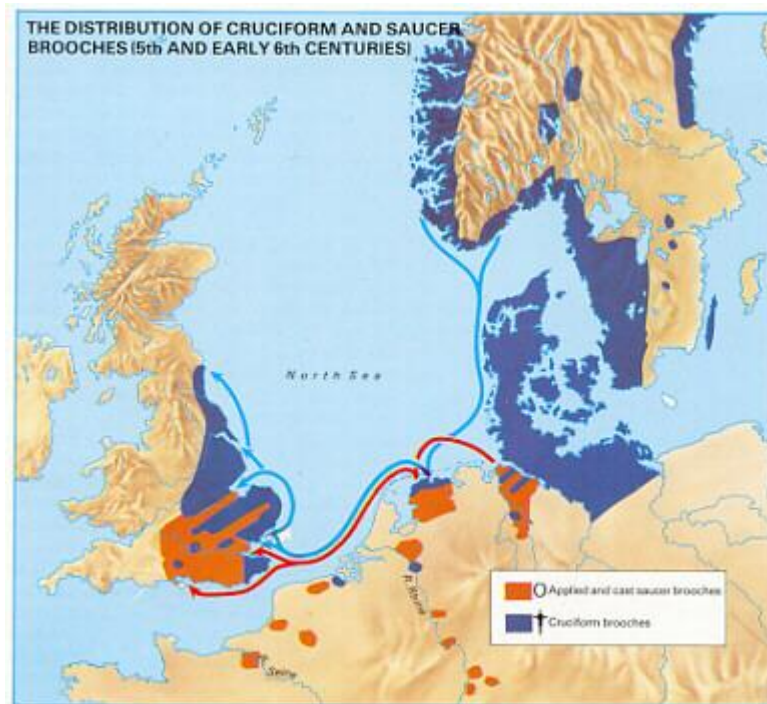 THE DISTRIBUTION OF CRUCIFORM AND SAUCER
BROOCHES (5th AND EARLY 6th CENTURIES)
North Sea
R. Rhine
Seine
Applied and cast saucer brooches
Cruciform brooches